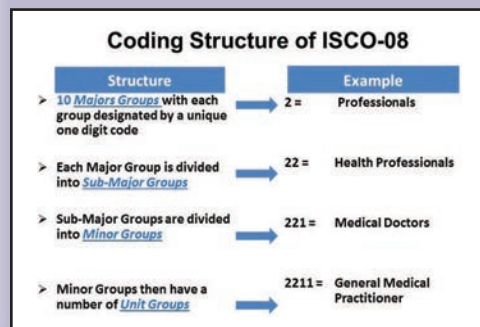 Coding Structure of ISCO-08
Structure
Example
➢ 10 Majors Groups with each
group designated by a unique
one digit code
2 = Professionals
➢ Each Major Group is divided
into Sub-Major Groups
22 = Health Professionals
➢ Sub-Major Groups are divided
into Minor Groups
221 = Medical Doctors
➢ Minor Groups then have a
number of Unit Groups
2211 = General Medical
Practitioner